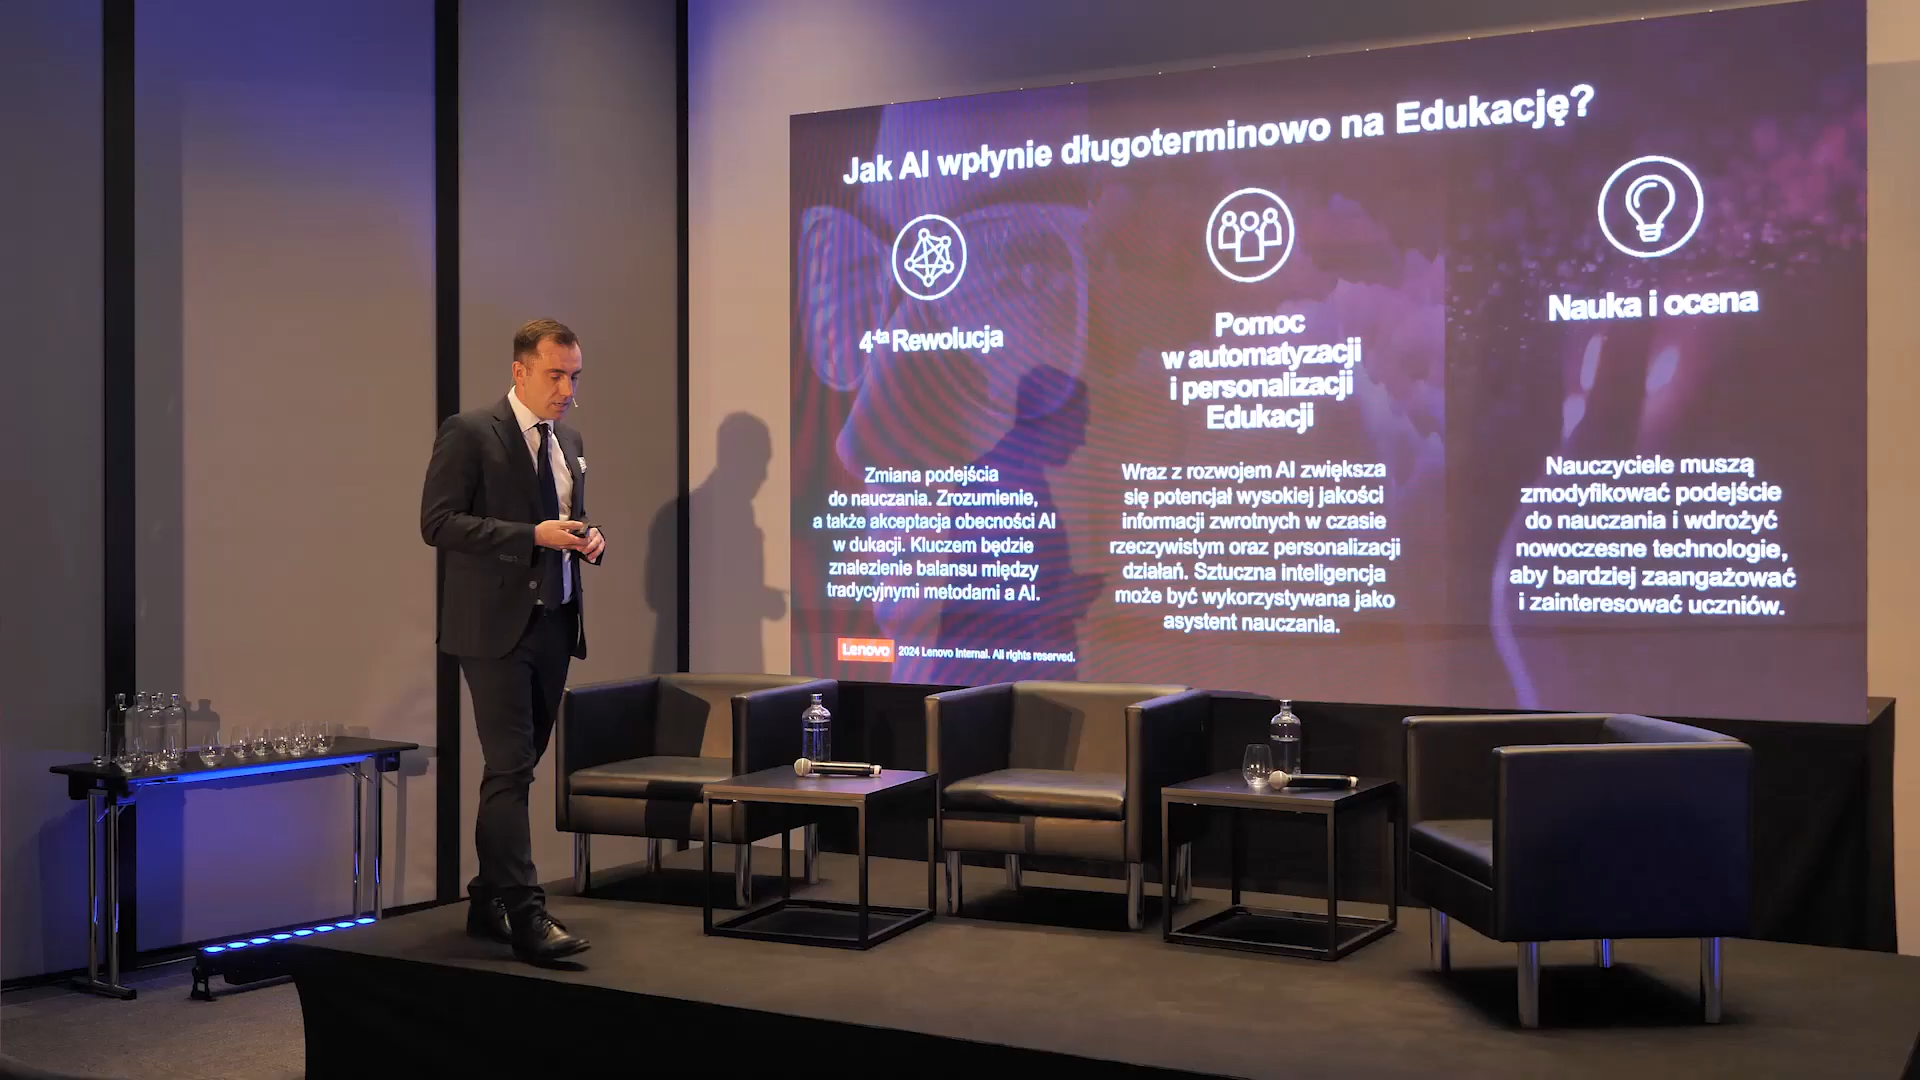 Jak AI wpłynie długoterminowo na Edukację?
4-ta Rewolucja
Zmiana podejścia
do nauczania. Zrozumienie,
a także akceptacja obecności AI
w dukacji. Kluczem będzie
znalezienie balansu między
tradycyjnymi metodami a AI.
Pomoc
w automatyzacji
i personalizacji
Edukacji
Wraz z rozwojem AI zwiększa
się potencjał wysokiej jakości
informacji zwrotnych w czasie
rzeczywistym oraz personalizacji
działań. Sztuczna inteligencja
może być wykorzystywana jako
asystent nauczania.
Nauka i ocena
Nauczyciele muszą
zmodyfikować podejście
do nauczania i wdrożyć
nowoczesne technologie,
aby bardziej zaangażować
i zainteresować uczniów.
Lenovo 2024 Lenovo Internal. All rights reserved.